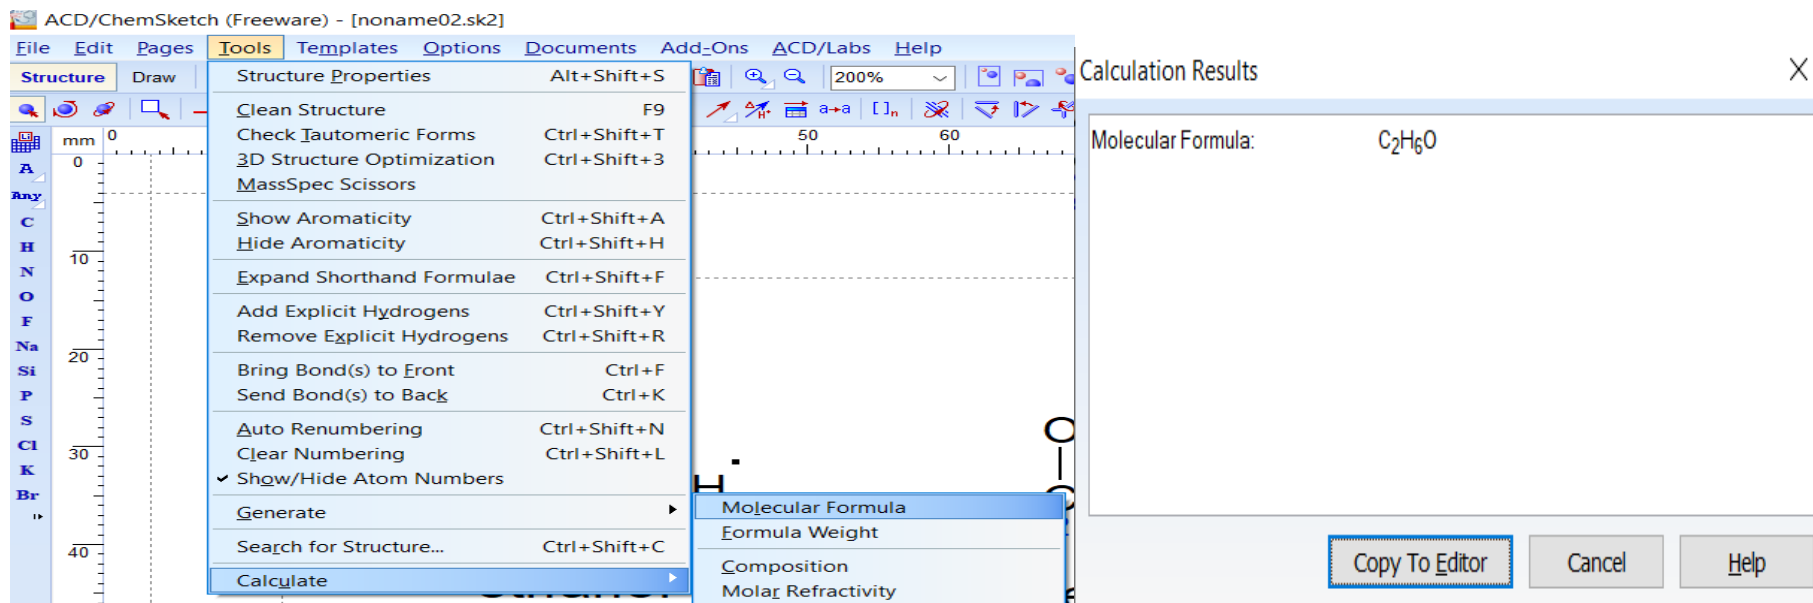 ACD/ChemSketch (Freeware) - [noname02.sk2]
File Edit Pages Tools Templates Options Documents Add-Ons ACD/Labs Help
Structure Draw
200%
a→a [ ]n
mm 0 50 60
0
10
20
30
40
A
Any
C
H
N
O
F
Na
Si
P
S
Cl
K
Br
Structure Properties Alt+Shift+S
Clean Structure F9
Check Tautomeric Forms Ctrl+Shift+T
3D Structure Optimization Ctrl+Shift+3
MassSpec Scissors
Show Aromaticity Ctrl+Shift+A
Hide Aromaticity Ctrl+Shift+H
Expand Shorthand Formulae Ctrl+Shift+F
Add Explicit Hydrogens Ctrl+Shift+Y
Remove Explicit Hydrogens Ctrl+Shift+R
Bring Bond(s) to Front Ctrl+F
Send Bond(s) to Back Ctrl+K
Auto Renumbering Ctrl+Shift+N
Clear Numbering Ctrl+Shift+L
Show/Hide Atom Numbers
Generate
Search for Structure... Ctrl+Shift+C
Calculate
Molecular Formula
Formula Weight
Composition
Molar Refractivity
H
O
Calculation Results
Molecular Formula: C₂H₆O
Copy To Editor Cancel Help